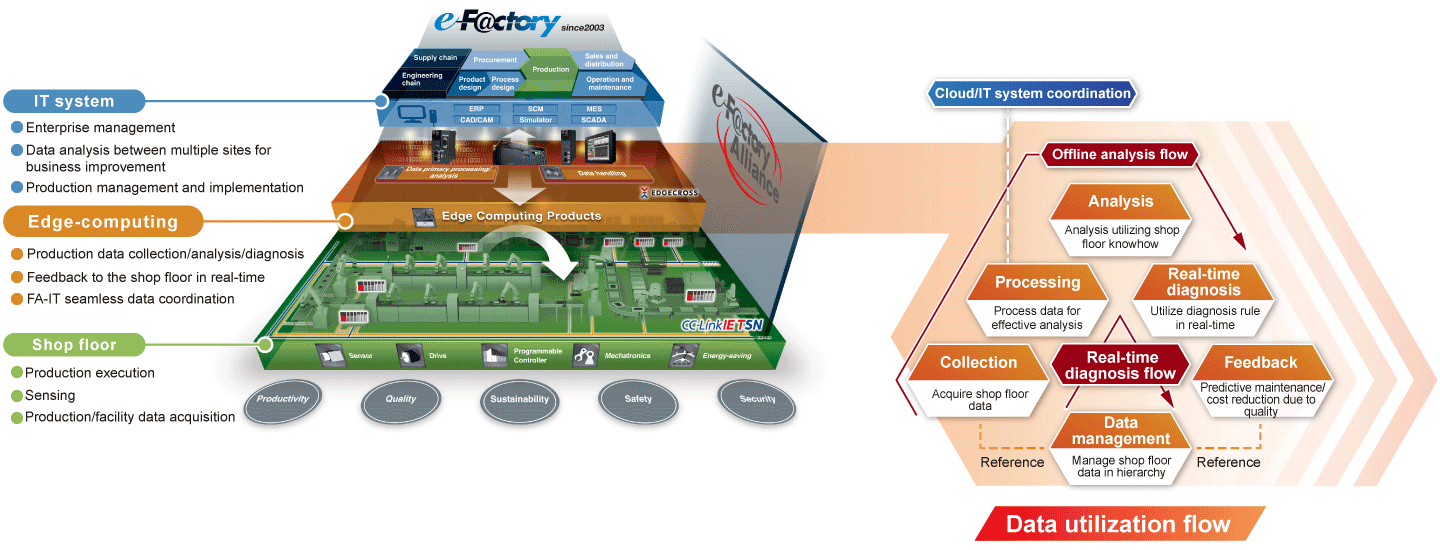 e-F@ctory since2003
Supply chain
Procurement
Production
Sales and
distribution
Engineering
chain
Product
design
Process
design
Operation and
maintenance
ERP
SCM
MES
CAD/CAM
Simulator
SCADA
IT system
Enterprise management
Data analysis between multiple sites for
business improvement
Production management and implementation
Data primary processing/
analysis
Data handling
EDGECROSS
Edge Computing Products
Edge-computing
Production data collection/analysis/diagnosis
Feedback to the shop floor in real-time
FA-IT seamless data coordination
CC-Link IE TSN
Shop floor
Production execution
Sensing
Production/facility data acquisition
Sensor
Drive
Programmable
Controller
Mechatronics
Energy-saving
Productivity
Quality
Sustainability
Safety
Security
e-F@ctory
Alliance
Cloud/IT system coordination
Offline analysis flow
Analysis
Analysis utilizing shop
floor knowhow
Processing
Process data for
effective analysis
Real-time
diagnosis
Utilize diagnosis rule
in real-time
Collection
Acquire shop floor
data
Real-time
diagnosis flow
Feedback
Predictive maintenance/
cost reduction due to
quality
Data
management
Manage shop floor
data in hierarchy
Reference
Reference
Data utilization flow